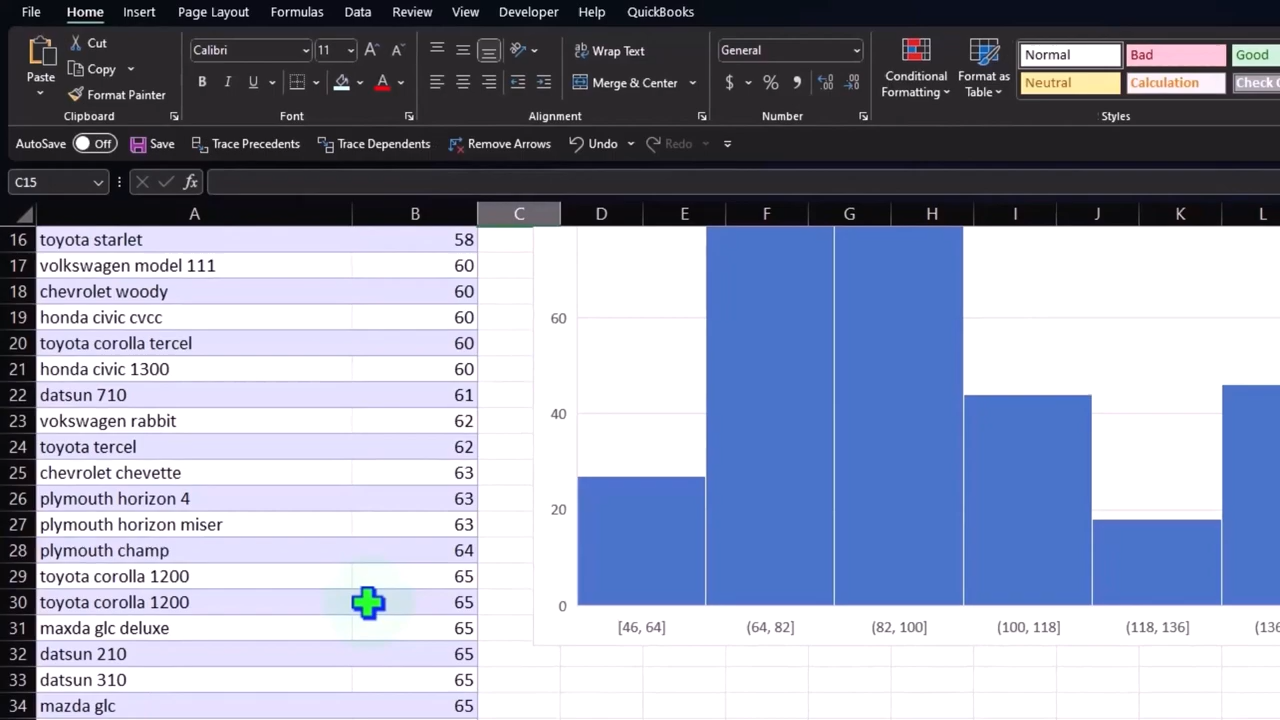 File Home Insert Page Layout Formulas Data Review View Developer Help QuickBooks
Paste
Cut
Copy
Format Painter
Clipboard
Calibri 11 A A
B I U A
Font
ab Wrap Text
Merge & Center
Alignment
General
$ % ,
Number
Conditional Formatting
Format as Table
Normal Bad Good
Neutral Calculation Check
Styles
AutoSave Off Save Trace Precedents Trace Dependents Remove Arrows Undo Redo
C15 fx
A B C D E F G H I J K L
16 toyota starlet 58
17 volkswagen model 111 60
18 chevrolet woody 60
19 honda civic cvcc 60
20 toyota corolla tercel 60
21 honda civic 1300 60
22 datsun 710 61
23 vokswagen rabbit 62
24 toyota tercel 62
25 chevrolet chevette 63
26 plymouth horizon 4 63
27 plymouth horizon miser 63
28 plymouth champ 64
29 toyota corolla 1200 65
30 toyota corolla 1200 65
31 maxda glc deluxe 65
32 datsun 210 65
33 datsun 310 65
34 mazda glc 65
60
40
20
0
[46, 64] (64, 82] (82, 100] (100, 118] (118, 136] (136